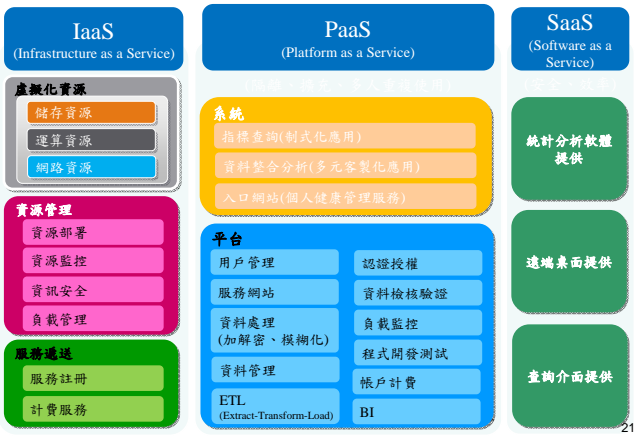 IaaS
(Infrastructure as a Service)
虛擬化資源
儲存資源
運算資源
網路資源
資源管理
資源部署
資源監控
資訊安全
負載管理
服務遞送
服務註冊
計費服務
PaaS
(Platform as a Service)
系統
指標查詢(制式化應用)
資料整合分析(多元客製化應用)
入口網站(個人健康管理服務)
平台
用戶管理
服務網站
資料處理
(加解密、模糊化)
資料管理
ETL
(Extract-Transform-Load)
認證授權
資料檢核驗證
負載監控
程式開發測試
帳戶計費
BI
SaaS
(Software as a
Service)
統計分析軟體
提供
遠端桌面提供
查詢介面提供
21